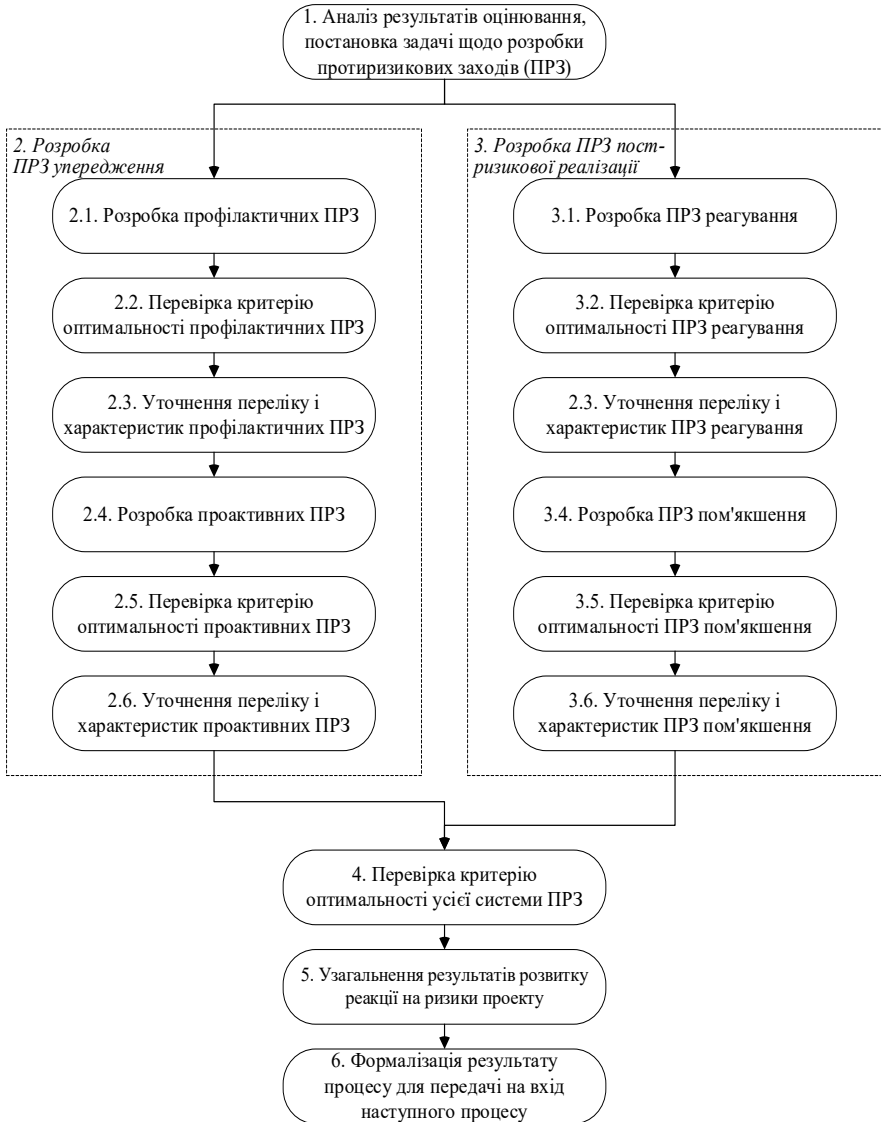 1. Аналіз результатів оцінювання,
постановка задачі щодо розробки
протиризикових заходів (ПРЗ)
2. Розробка
ПРЗ упередження
2.1. Розробка профілактичних ПРЗ
2.2. Перевірка критерію
оптимальності профілактичних ПРЗ
2.3. Уточнення переліку і
характеристик профілактичних ПРЗ
2.4. Розробка проактивних ПРЗ
2.5. Перевірка критерію
оптимальності проактивних ПРЗ
2.6. Уточнення переліку і
характеристик проактивних ПРЗ
3. Розробка ПРЗ пост-
ризикової реалізації
3.1. Розробка ПРЗ реагування
3.2. Перевірка критерію
оптимальності ПРЗ реагування
2.3. Уточнення переліку і
характеристик ПРЗ реагування
3.4. Розробка ПРЗ пом'якшення
3.5. Перевірка критерію
оптимальності ПРЗ пом'якшення
3.6. Уточнення переліку і
характеристик ПРЗ пом'якшення
4. Перевірка критерію
оптимальності усієї системи ПРЗ
5. Узагальнення результатів розвитку
реакції на ризики проекту
6. Формалізація результату
процесу для передачі на вхід
наступного процесу